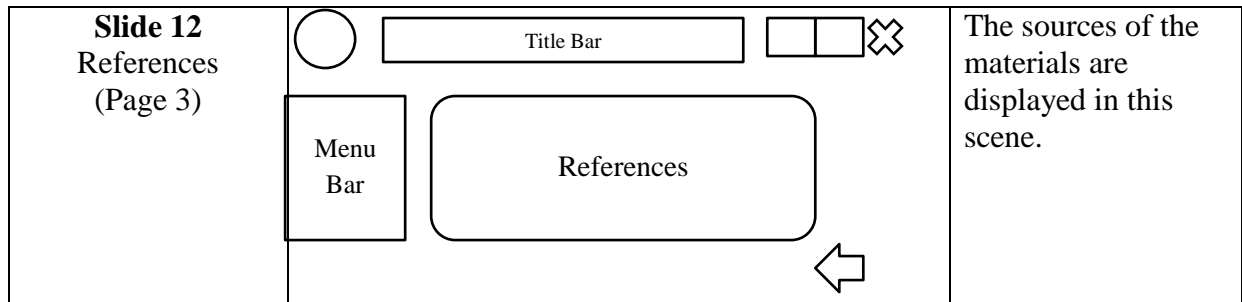 Slide 12
References
(Page 3)
Title Bar
Menu
Bar
References
The sources of the
materials are
displayed in this
scene.